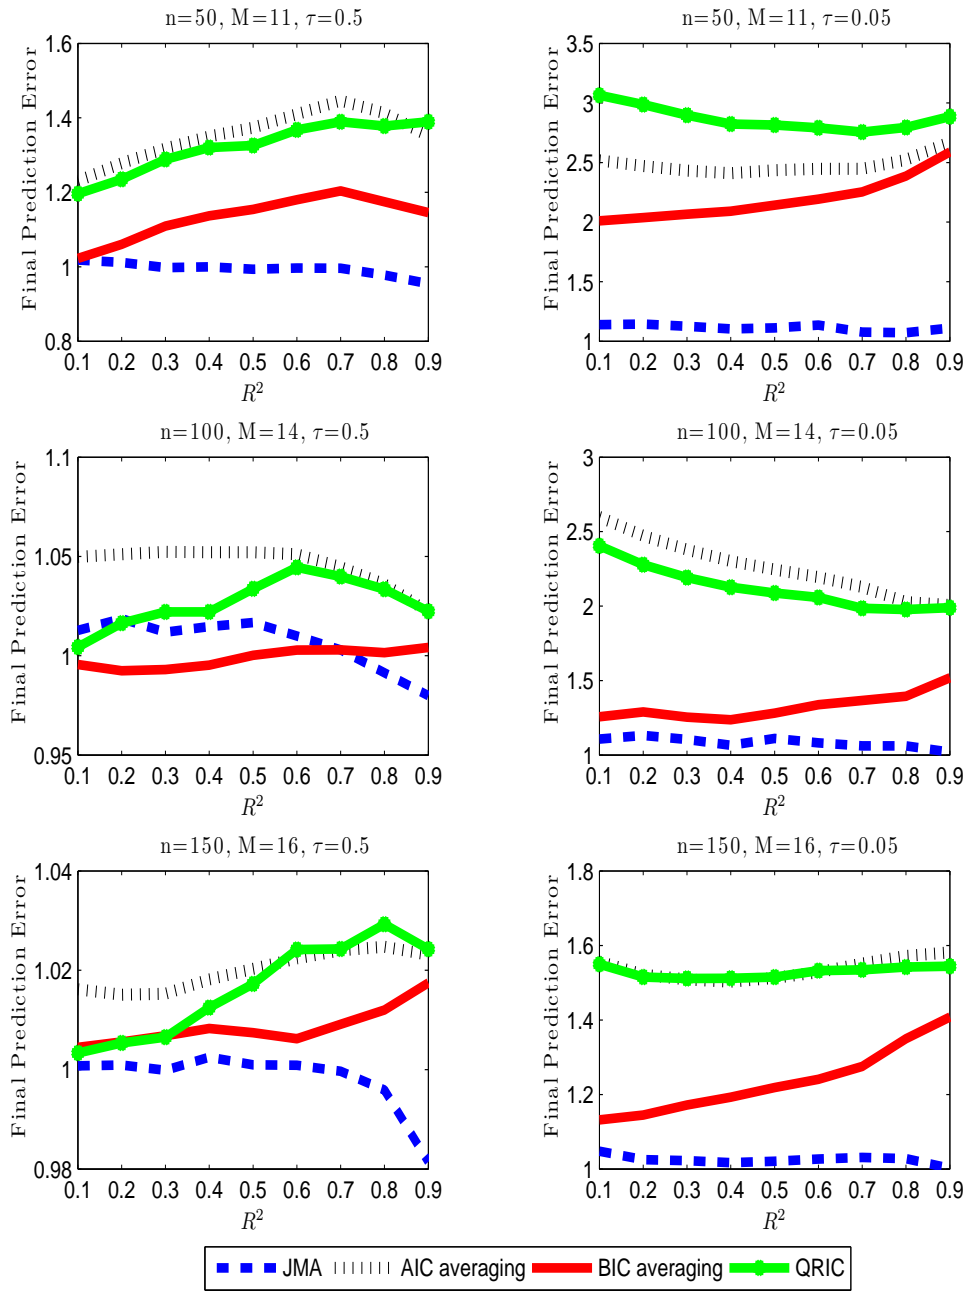 n=50, M=11, τ=0.5
Final Prediction Error
1.6
1.4
1.2
1
0.8
0.1 0.2 0.3 0.4 0.5 0.6 0.7 0.8 0.9
R²
n=50, M=11, τ=0.05
Final Prediction Error
3.5
3
2.5
2
1.5
1
0.1 0.2 0.3 0.4 0.5 0.6 0.7 0.8 0.9
R²
n=100, M=14, τ=0.5
Final Prediction Error
1.1
1.05
1
0.95
0.1 0.2 0.3 0.4 0.5 0.6 0.7 0.8 0.9
R²
n=100, M=14, τ=0.05
Final Prediction Error
3
2.5
2
1.5
1
0.1 0.2 0.3 0.4 0.5 0.6 0.7 0.8 0.9
R²
n=150, M=16, τ=0.5
Final Prediction Error
1.04
1.02
1
0.98
0.1 0.2 0.3 0.4 0.5 0.6 0.7 0.8 0.9
R²
n=150, M=16, τ=0.05
Final Prediction Error
1.8
1.6
1.4
1.2
1
0.1 0.2 0.3 0.4 0.5 0.6 0.7 0.8 0.9
R²
JMA AIC averaging BIC averaging QRIC